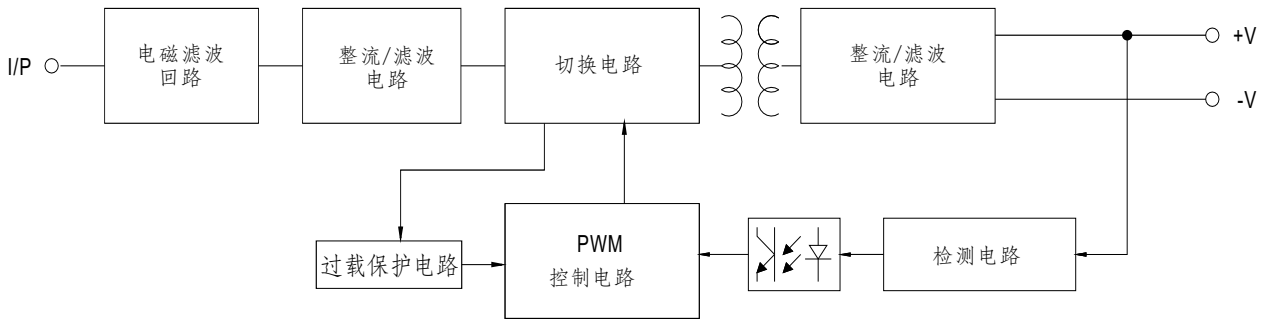 I/P
电磁滤波
回路
整流/滤波
电路
切换电路
整流/滤波
电路
+V
-V
过载保护电路
PWM
控制电路
检测电路